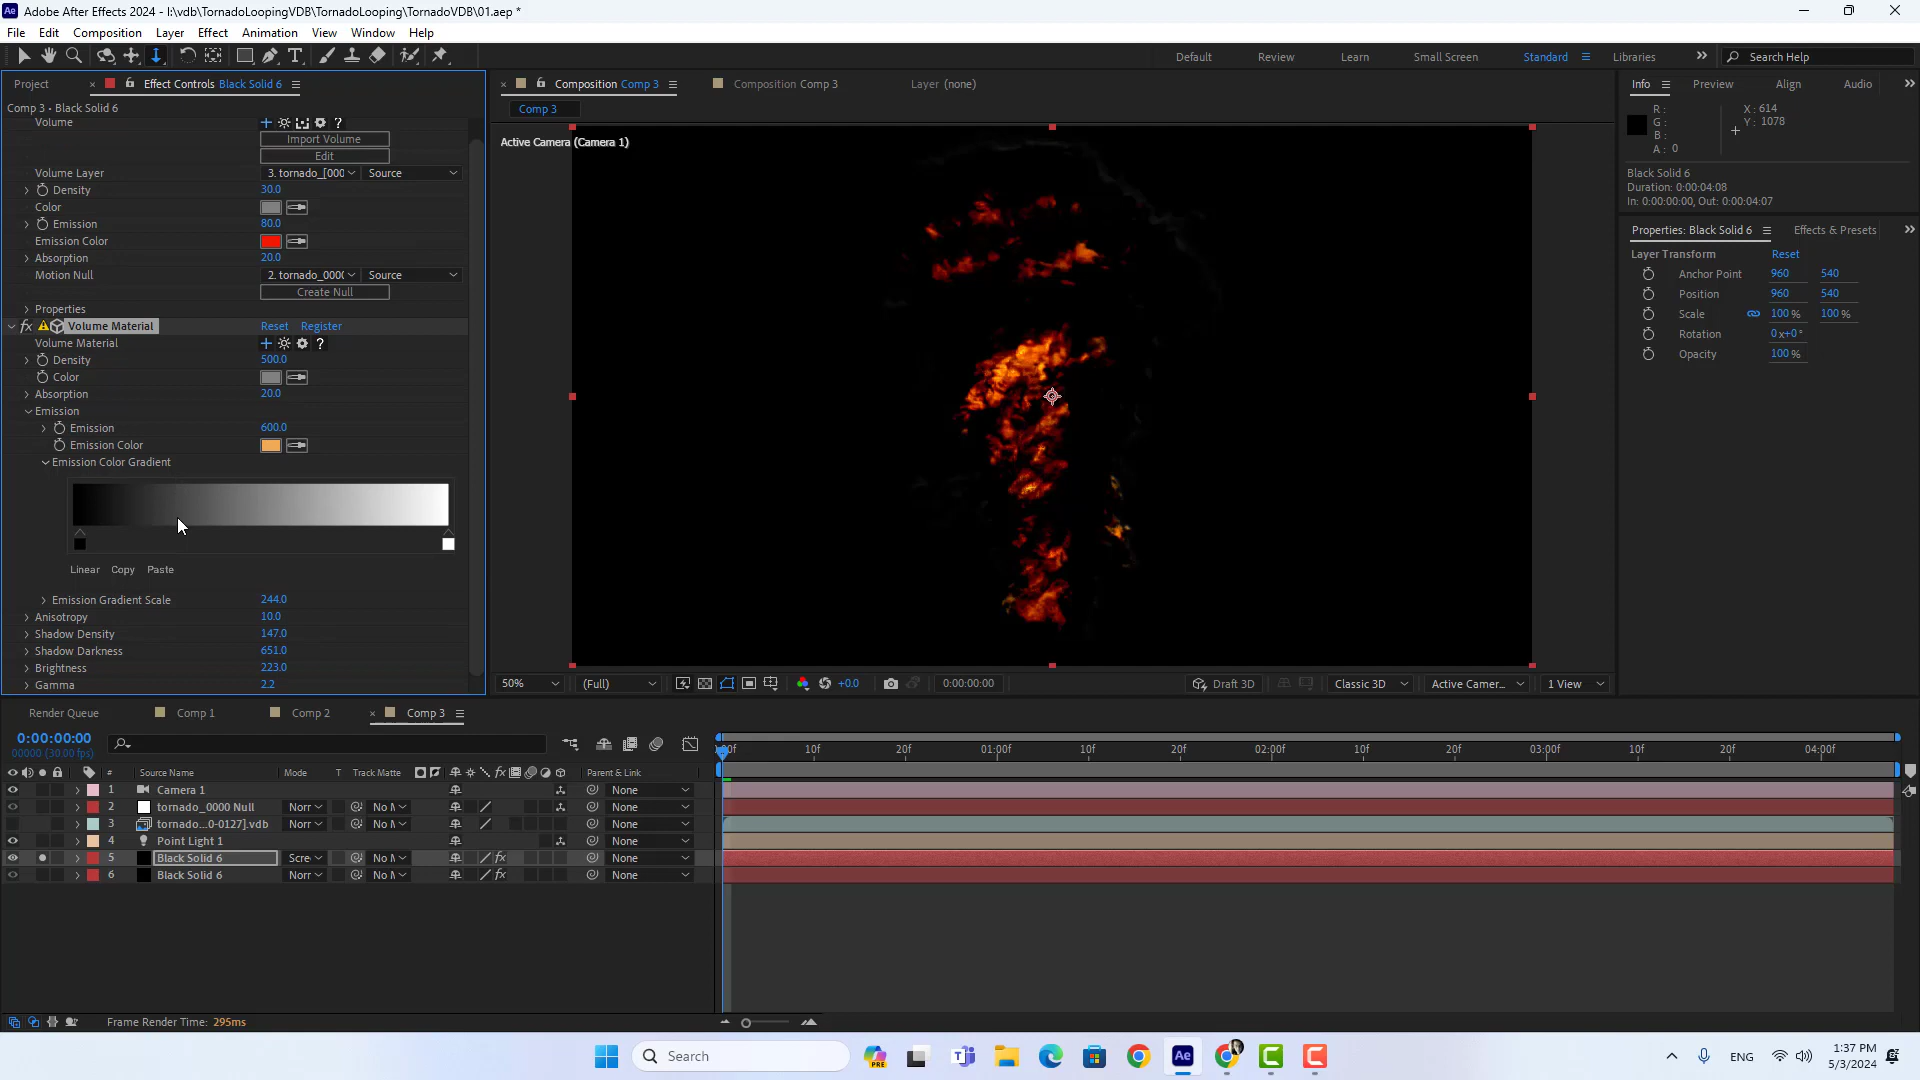 Adobe After Effects 2024 - I:\vdb\TornadoLoopingVDB\TornadoLooping\TornadoVDB\01.aep *
File Edit Composition Layer Effect Animation View Window Help
Default Review Learn Small Screen Standard Libraries Search Help
Project Effect Controls Black Solid 6
Comp 3 • Black Solid 6
Volume
Import Volume
Edit
Volume Layer 3. tornado_[000 Source
Density 30.0
Color
Emission 80.0
Emission Color
Absorption 20.0
Motion Null 2. tornado_000( Source
Create Null
Properties
fx Volume Material Reset Register
Volume Material
Density 500.0
Color
Absorption 20.0
Emission
Emission 600.0
Emission Color
Emission Color Gradient
Linear Copy Paste
Emission Gradient Scale 244.0
Anisotropy 10.0
Shadow Density 147.0
Shadow Darkness 651.0
Brightness 223.0
Gamma 2.2
Composition Comp 3 Composition Comp 3 Layer (none)
Comp 3
Active Camera (Camera 1)
50% (Full) +0.0 0:00:00:00 Draft 3D Classic 3D Active Camer... 1 View
Info Preview Align Audio
R: X: 614
G: Y: 1078
B:
A: 0
Black Solid 6
Duration: 0:00:04:08
In: 0:00:00:00, Out: 0:00:04:07
Properties: Black Solid 6 Effects & Presets
Layer Transform Reset
Anchor Point 960 540
Position 960 540
Scale 100 % 100 %
Rotation 0x+0°
Opacity 100 %
Render Queue Comp 1 Comp 2 Comp 3
0:00:00:00
00000 (30.00 fps)
# Source Name Mode T Track Matte fx Parent & Link
:00f 10f 20f 01:00f 10f 20f 02:00f 10f 20f 03:00f 10f 20f 04:00f
1 Camera 1 None
2 tornado_0000 Null Norr No M None
3 tornado...0-0127].vdb Norr No M None
4 Point Light 1 None
5 Black Solid 6 Scre No M fx None
6 Black Solid 6 Norr No M fx None
Frame Render Time: 295ms
Search
PRE
Ae
ENG
1:37 PM
5/3/2024